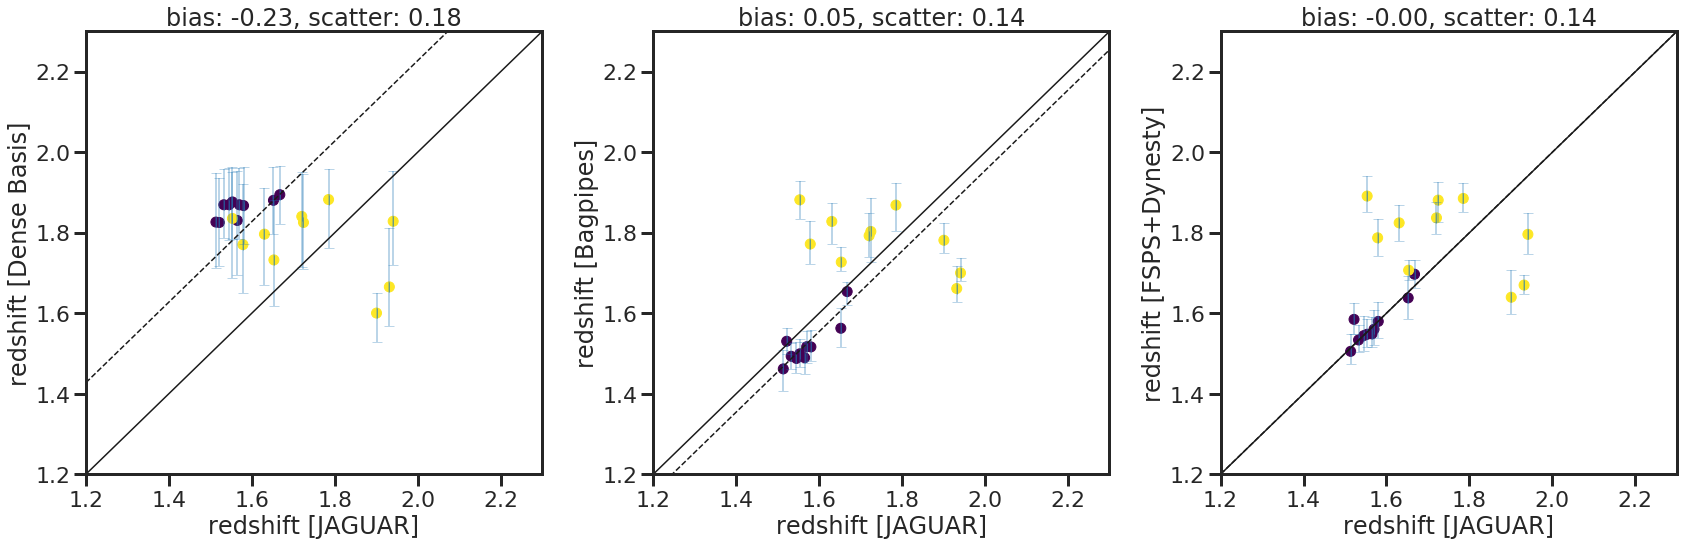 bias: -0.23, scatter: 0.18
redshift [Dense Basis]
2.2
2.0
1.8
1.6
1.4
1.2
1.2 1.4 1.6 1.8 2.0 2.2
redshift [JAGUAR]
bias: 0.05, scatter: 0.14
redshift [Bagpipes]
2.2
2.0
1.8
1.6
1.4
1.2
1.2 1.4 1.6 1.8 2.0 2.2
redshift [JAGUAR]
bias: -0.00, scatter: 0.14
redshift [FSPS+Dynesty]
2.2
2.0
1.8
1.6
1.4
1.2
1.2 1.4 1.6 1.8 2.0 2.2
redshift [JAGUAR]